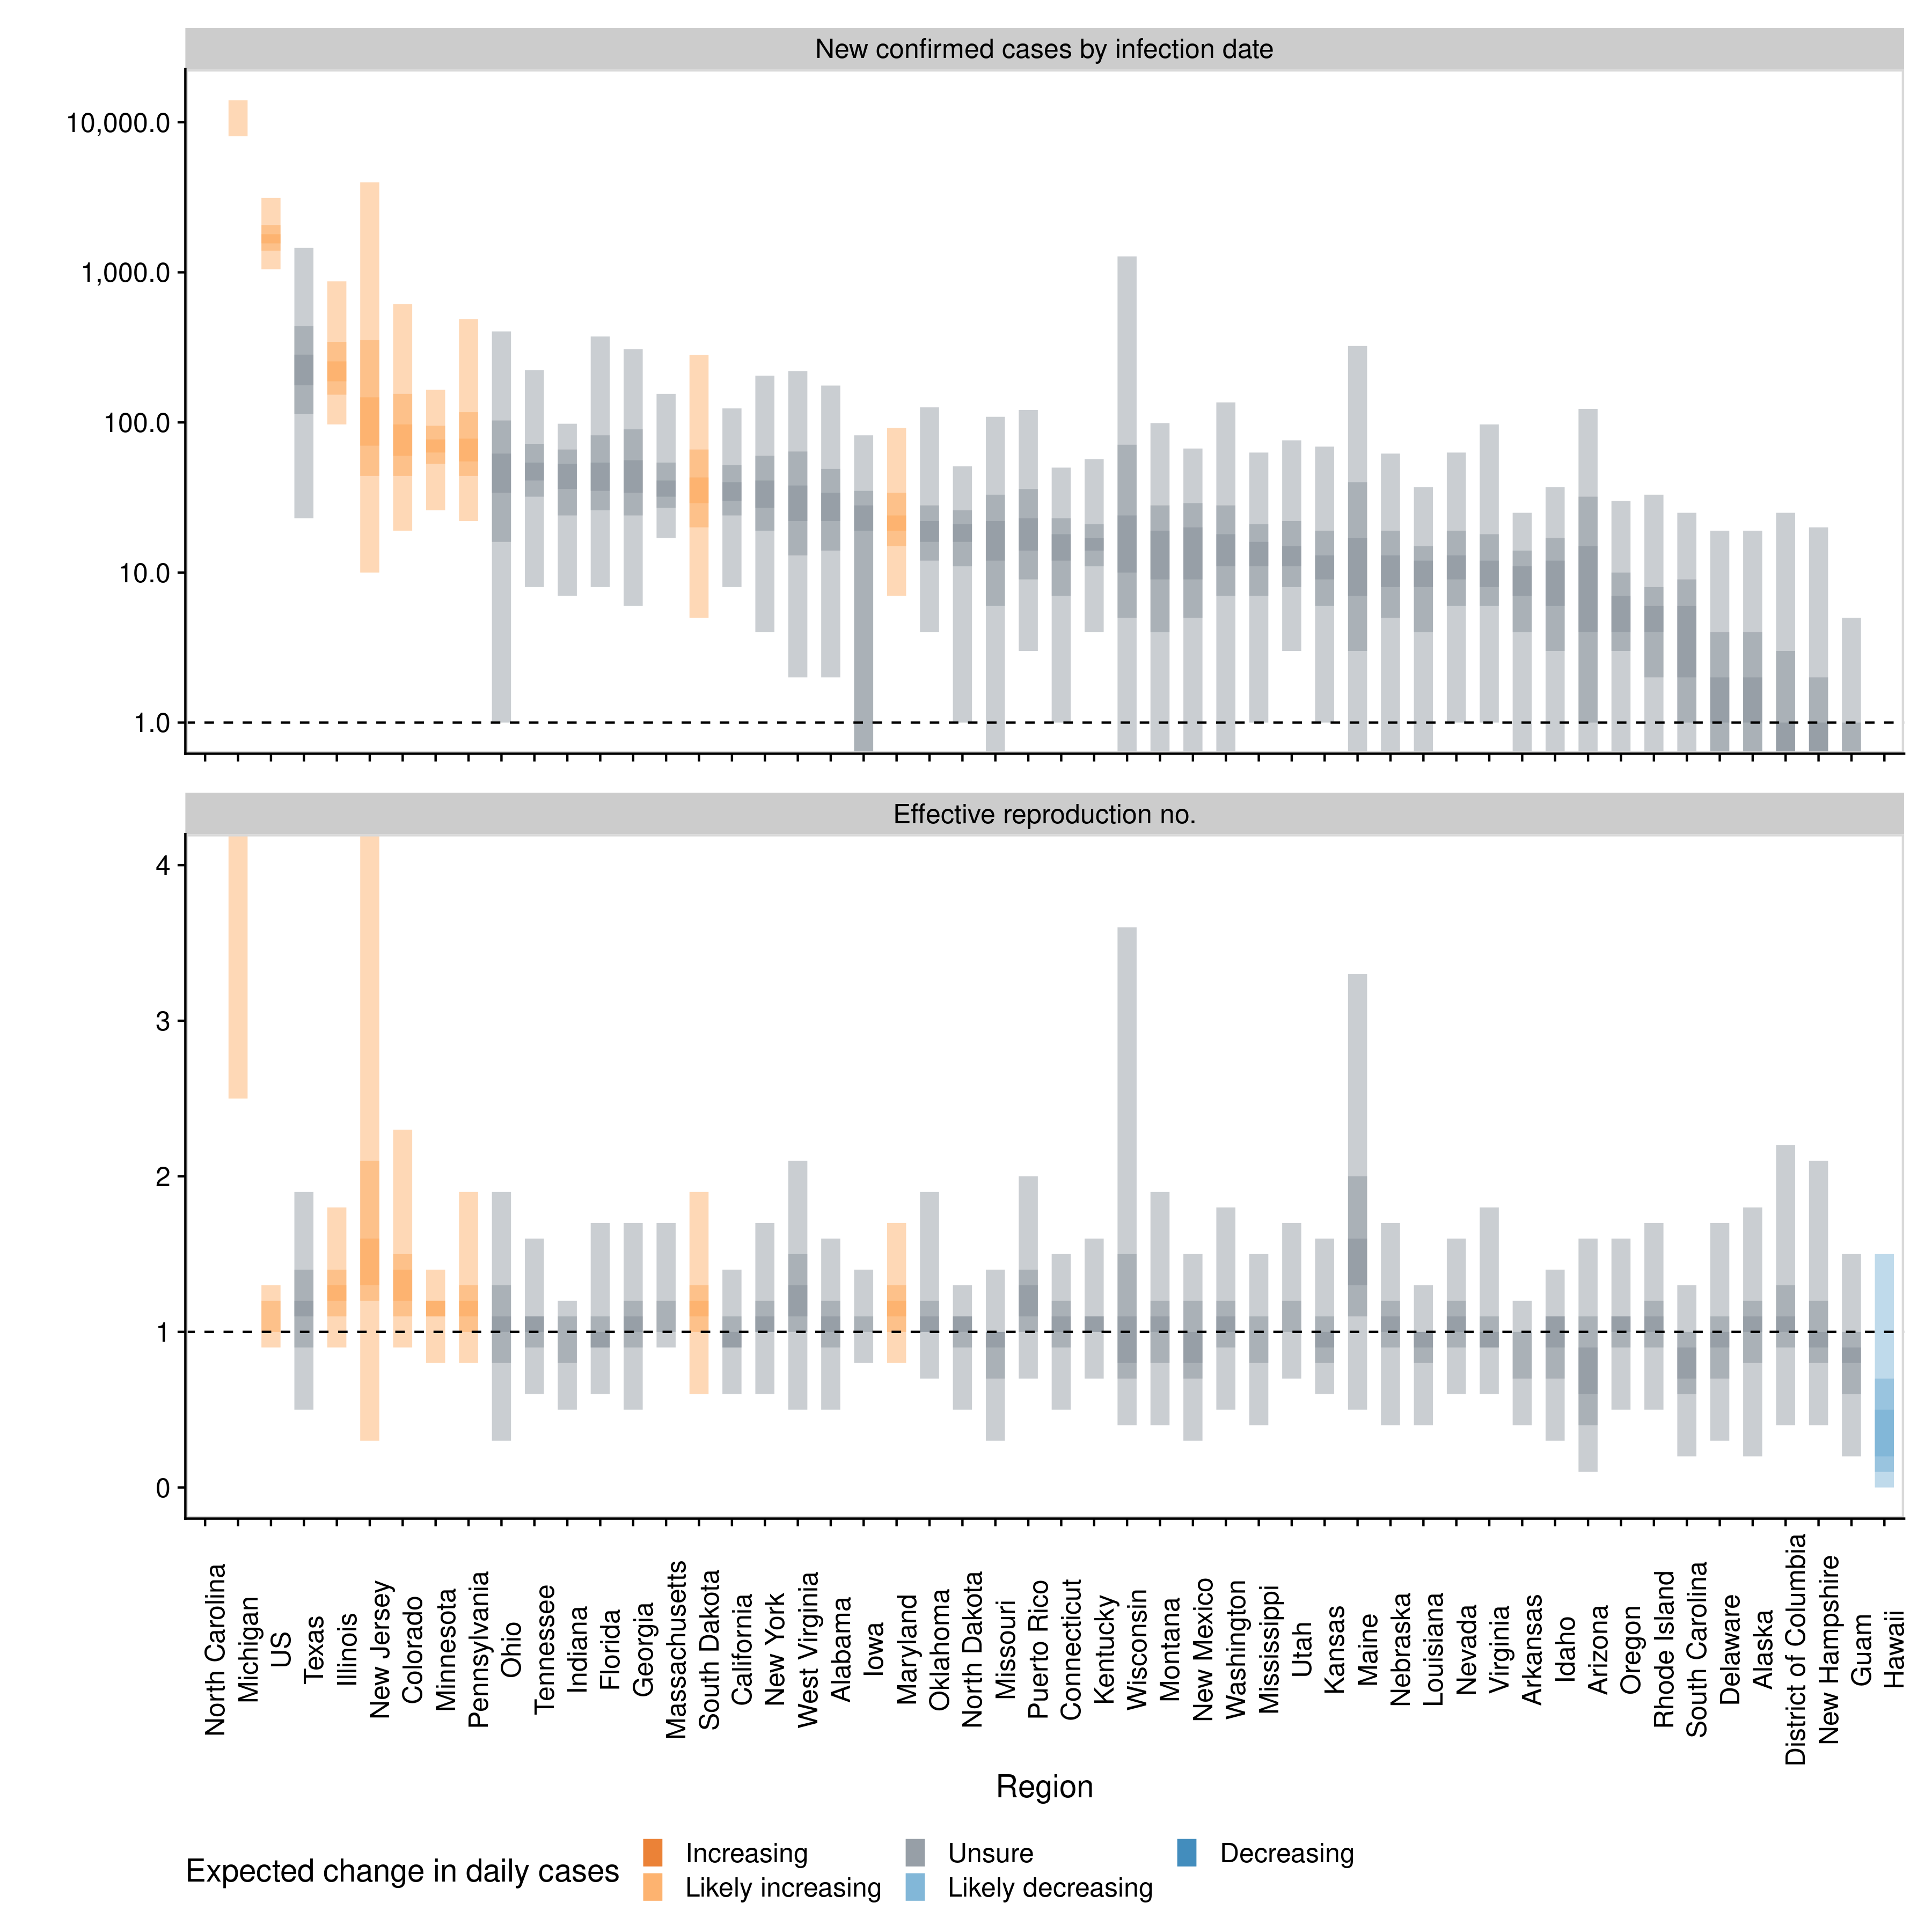 New confirmed cases by infection date
10,000.0
1,000.0
100.0
10.0
1.0
Effective reproduction no.
4
3
2
1
0
North Carolina
Michigan
US
Texas
Illinois
New Jersey
Colorado
Minnesota
Pennsylvania
Ohio
Tennessee
Indiana
Florida
Georgia
Massachusetts
South Dakota
California
New York
West Virginia
Alabama
Iowa
Maryland
Oklahoma
North Dakota
Missouri
Puerto Rico
Connecticut
Kentucky
Wisconsin
Montana
New Mexico
Washington
Mississippi
Utah
Kansas
Maine
Nebraska
Louisiana
Nevada
Virginia
Arkansas
Idaho
Arizona
Oregon
Rhode Island
South Carolina
Delaware
Alaska
District of Columbia
New Hampshire
Guam
Hawaii
Region
Expected change in daily cases
Increasing
Likely increasing
Unsure
Likely decreasing
Decreasing